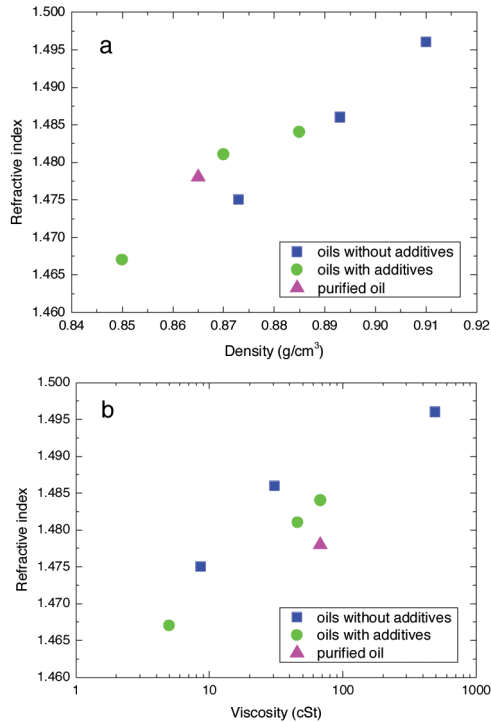 1.500
a
1.495
1.490
1.485
1.480
1.475
1.470
1.465
1.460
Refractive index
oils without additives
oils with additives
purified oil
0.84 0.85 0.86 0.87 0.88 0.89 0.90 0.91 0.92
Density (g/cm³)
1.500
b
1.495
1.490
1.485
1.480
1.475
1.470
1.465
1.460
Refractive index
oils without additives
oils with additives
purified oil
1 10 100 1000
Viscosity (cSt)